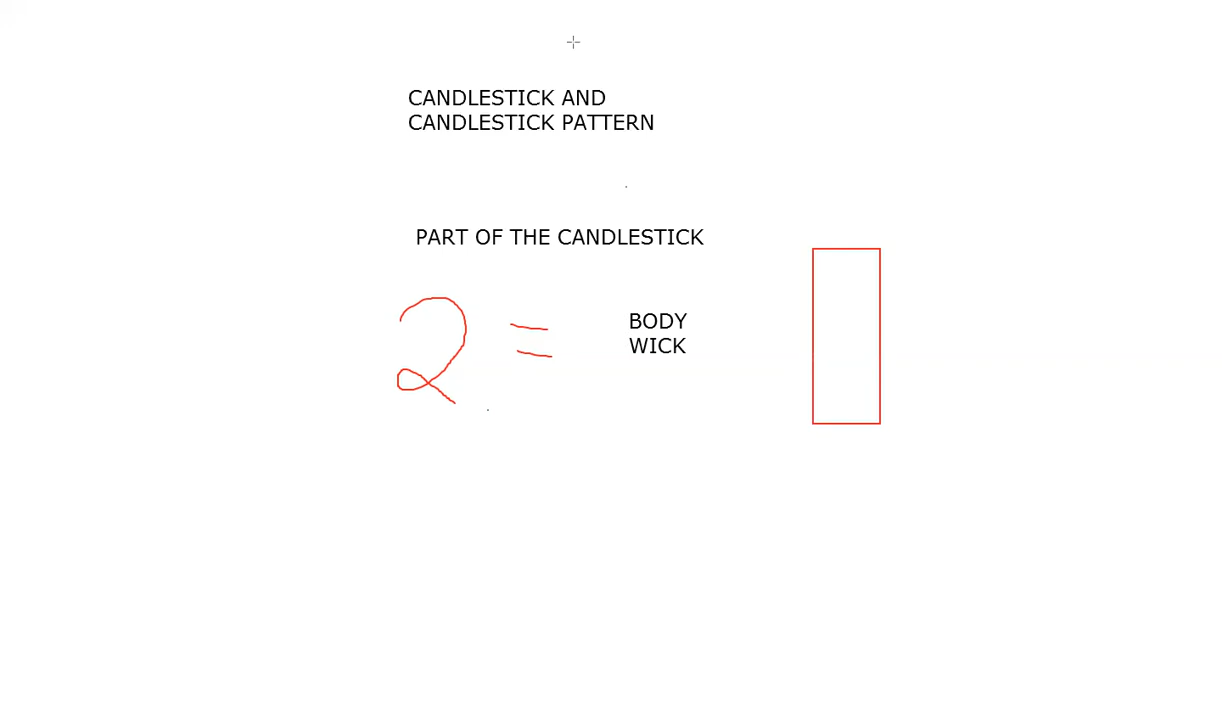 CANDLESTICK AND
CANDLESTICK PATTERN
PART OF THE CANDLESTICK
2 =
BODY
WICK